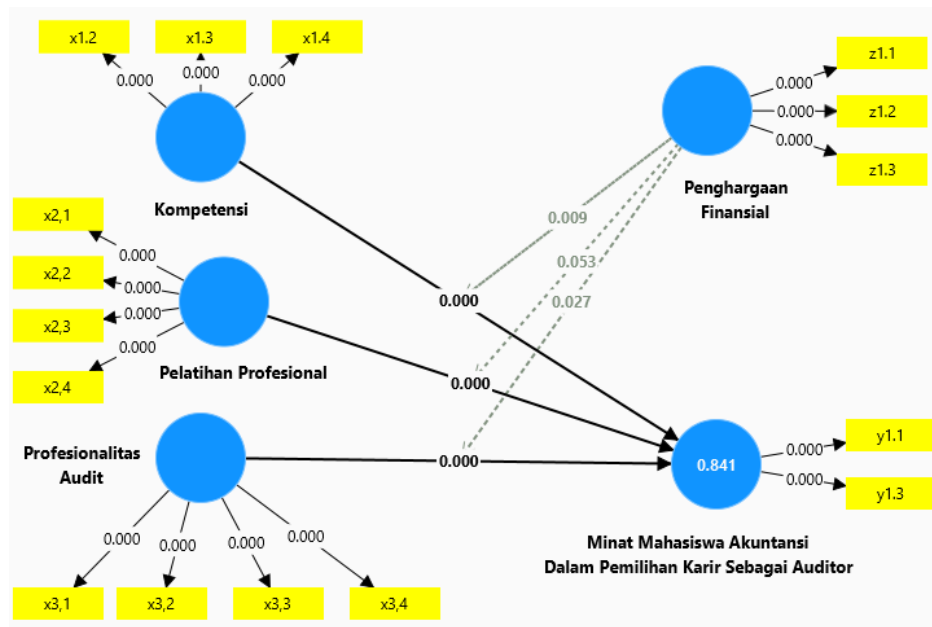 x1.2
x1.3
x1.4
0.000
0.000
0.000
Kompetensi
x2,1
x2,2
x2,3
x2,4
0.000
0.000
0.000
0.000
Pelatihan Profesional
Profesionalitas
Audit
0.000
0.000
0.000
0.000
x3,1
x3,2
x3,3
x3,4
z1.1
z1.2
z1.3
0.000
0.000
0.000
Penghargaan
Finansial
0.009
0.053
0.027
0.000
0.000
0.000
0.841
0.000
0.000
y1.1
y1.3
Minat Mahasiswa Akuntansi
Dalam Pemilihan Karir Sebagai Auditor